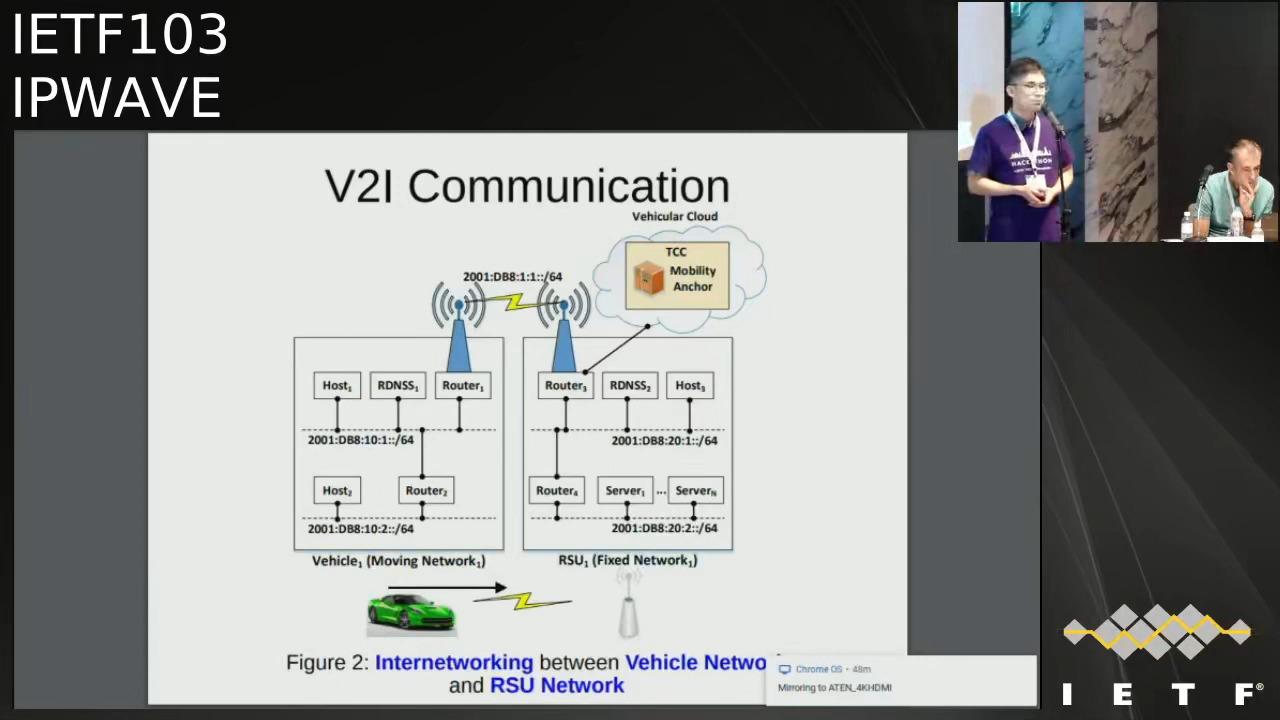 IETF103
IPWAVE
V2I Communication
Vehicular Cloud
TCC
Mobility
Anchor
2001:DB8:1:1::/64
Host₁
RDNSS₁
Router₁
Router₃
RDNSS₂
Host₃
2001:DB8:10:1::/64
2001:DB8:20:1::/64
Host₂
Router₂
Router₄
Server₁
...
Serverₙ
2001:DB8:10:2::/64
2001:DB8:20:2::/64
Vehicle₁ (Moving Network₁)
RSU₁ (Fixed Network₁)
Figure 2: Internetworking between Vehicle Netwo
and RSU Network
Chrome OS • 48m
Mirroring to ATEN_4KHDMI
HACKATHON
I E T F®